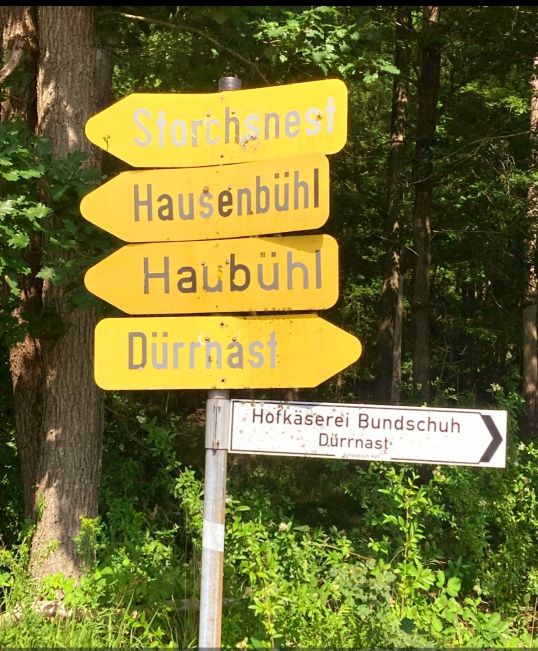 Storchsnest
Hausenbühl
Haubühl
Dürrnast
Hofkäserei Bundschuh
Dürrnast